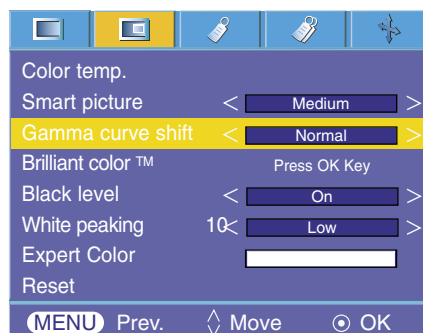 Color temp.
Smart picture < Medium >
Gamma curve shift < Normal >
Brilliant color ™ Press OK Key
Black level < On >
White peaking 10< Low >
Expert Color
Reset
MENU Prev. Move OK